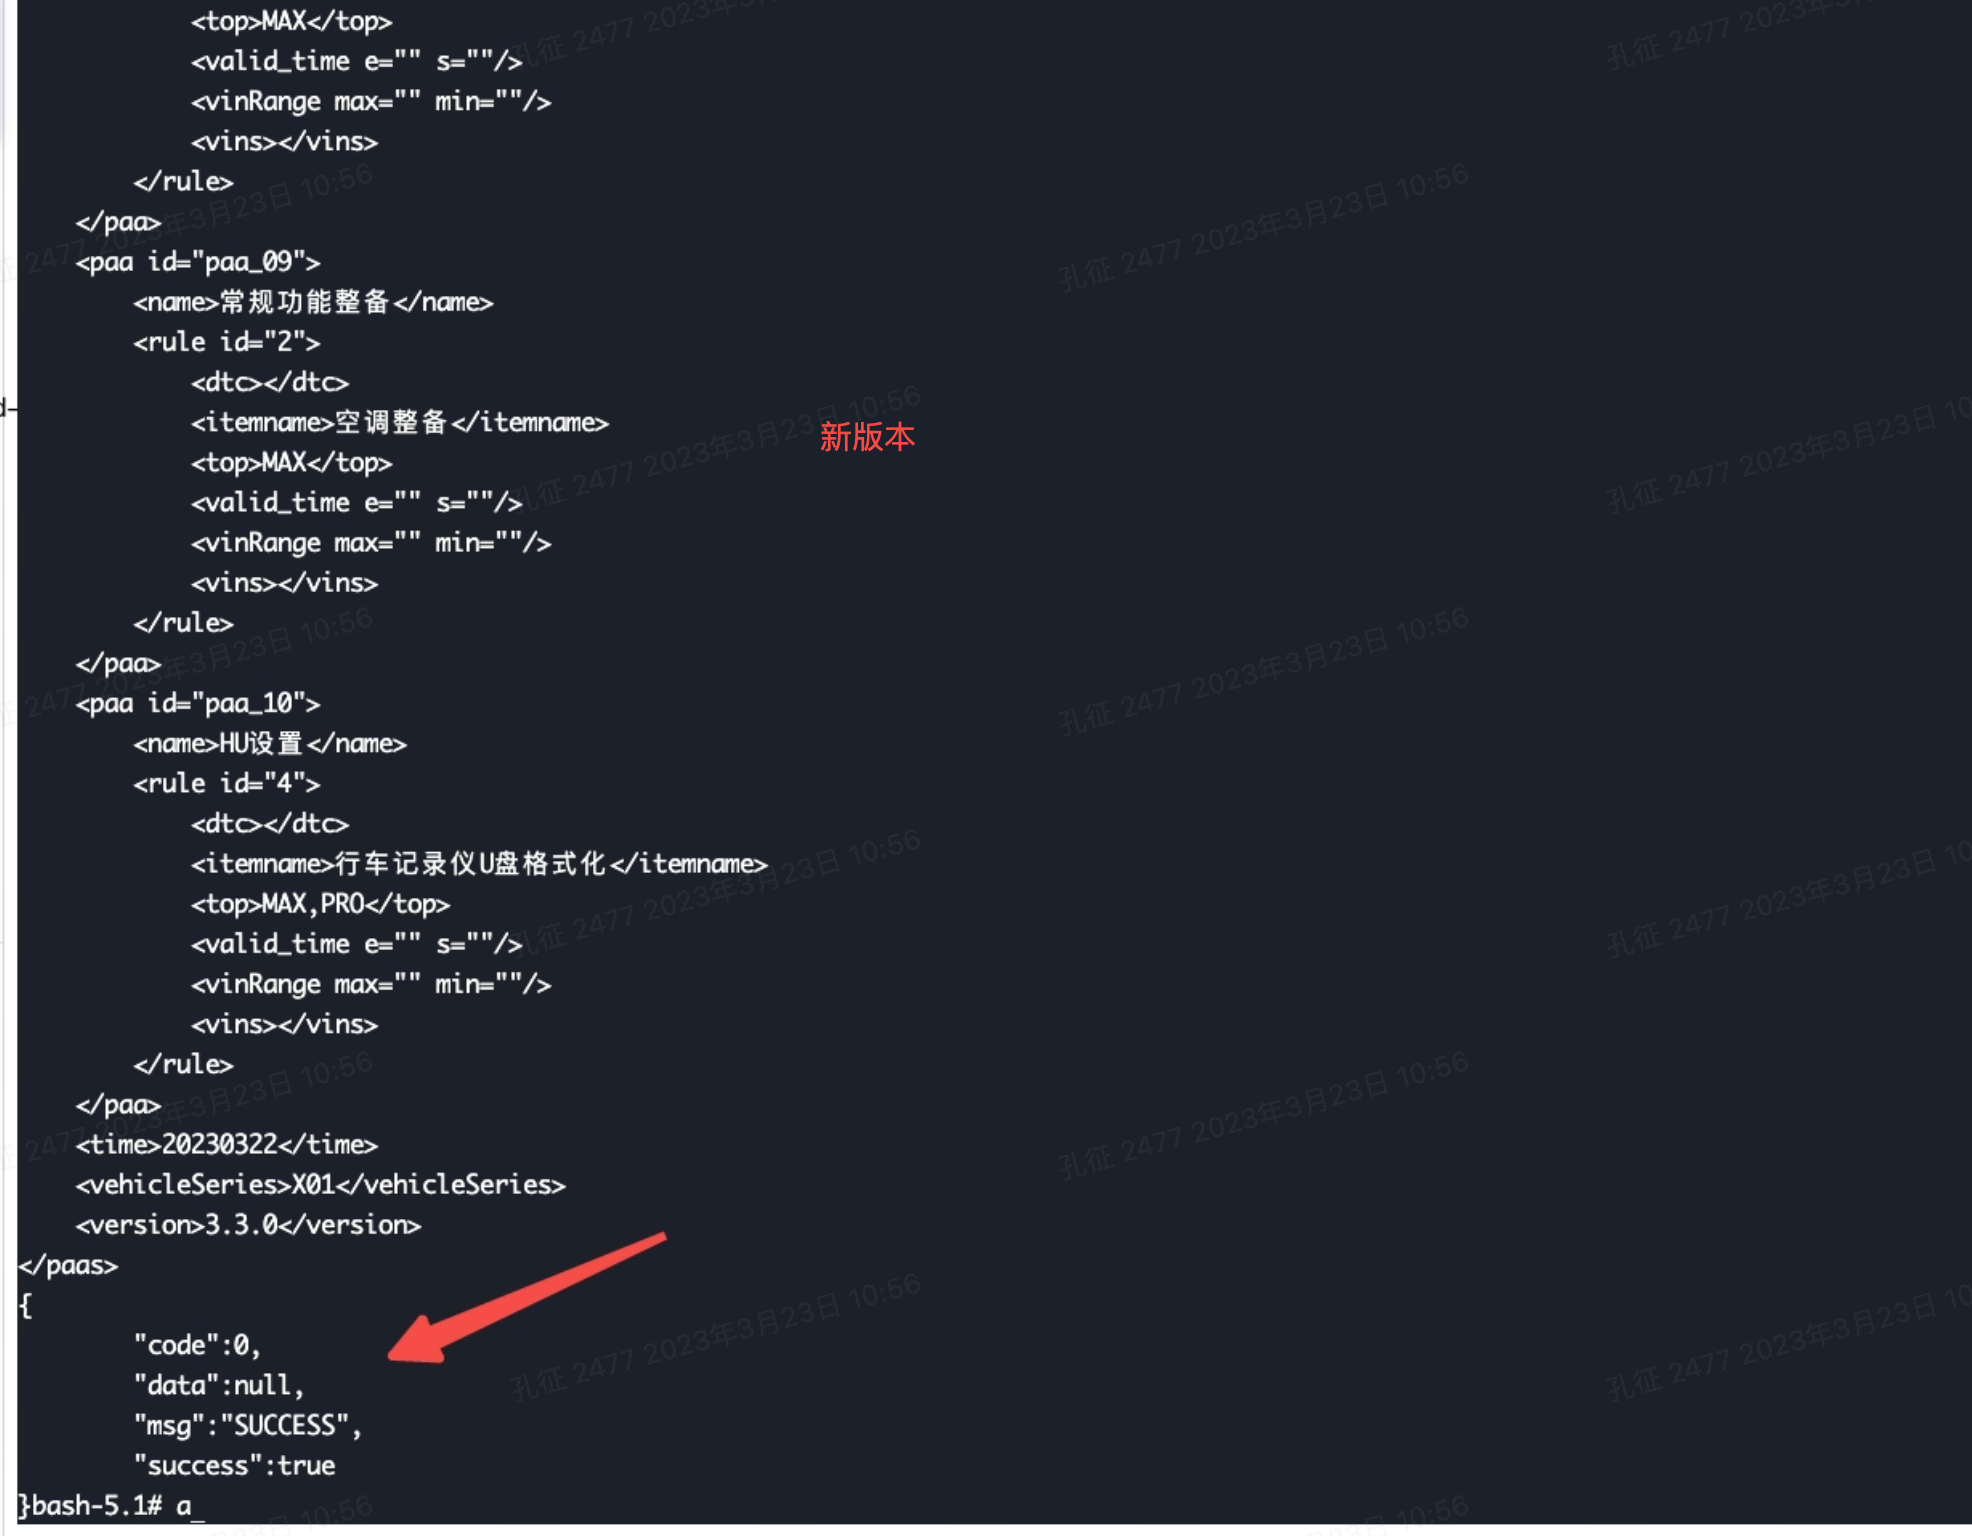 <top>MAX</top>
<valid_time e="" s=""/>
<vinRange max="" min=""/>
<vins></vins>
</rule>
</paa>
<paa id="paa_09">
<name>常规功能整备</name>
<rule id="2">
<dtc></dtc>
<itemname>空调整备</itemname>
新版本
<top>MAX</top>
<valid_time e="" s=""/>
<vinRange max="" min=""/>
<vins></vins>
</rule>
</paa>
<paa id="paa_10">
<name>HU设置</name>
<rule id="4">
<dtc></dtc>
<itemname>行车记录仪U盘格式化</itemname>
<top>MAX,PRO</top>
<valid_time e="" s=""/>
<vinRange max="" min=""/>
<vins></vins>
</rule>
</paa>
<time>20230322</time>
<vehicleSeries>X01</vehicleSeries>
<version>3.3.0</version>
</paas>
{
"code":0,
"data":null,
"msg":"SUCCESS",
"success":true
}bash-5.1# a_
孔征 2477 2023年3月23日 10:56